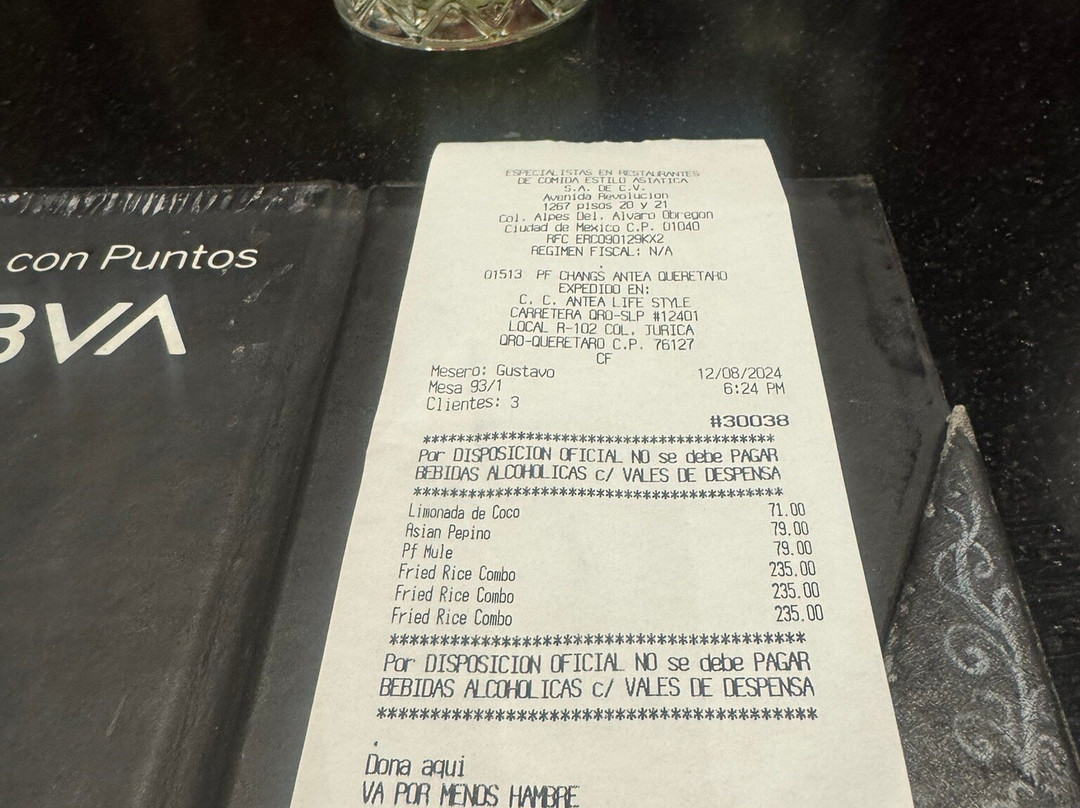 con Puntos
BVA
ESPECIALISTAS EN RESTAURANTES
DE COMIDA ESTILO ASIATICA
S.A. DE C.V.
Avenida Revolucion
1267 pisos 20 y 21
Col. Alpes Del. Alvaro Obregon
Ciudad de Mexico C.P. 01040
RFC ERC090129KX2
REGIMEN FISCAL: N/A
01513 PF CHANGS ANTEA QUERETARO
EXPEDIDO EN:
C. C. ANTEA LIFE STYLE
CARRETERA QRO-SLP #12401
LOCAL R-102 COL. JURICA
QRO-QUERETARO C.P. 76127
CF
Mesero: Gustavo 12/08/2024
Mesa 93/1 6:24 PM
Clientes: 3
#30038
****************************************
Por DISPOSICION OFICIAL NO se debe PAGAR
BEBIDAS ALCOHOLICAS c/ VALES DE DESPENSA
****************************************
Limonada de Coco 71.00
Asian Pepino 79.00
Pf Mule 79.00
Fried Rice Combo 235.00
Fried Rice Combo 235.00
Fried Rice Combo 235.00
****************************************
Por DISPOSICION OFICIAL NO se debe PAGAR
BEBIDAS ALCOHOLICAS c/ VALES DE DESPENSA
****************************************
Dona aqui
VA POR MENOS HAMBRE